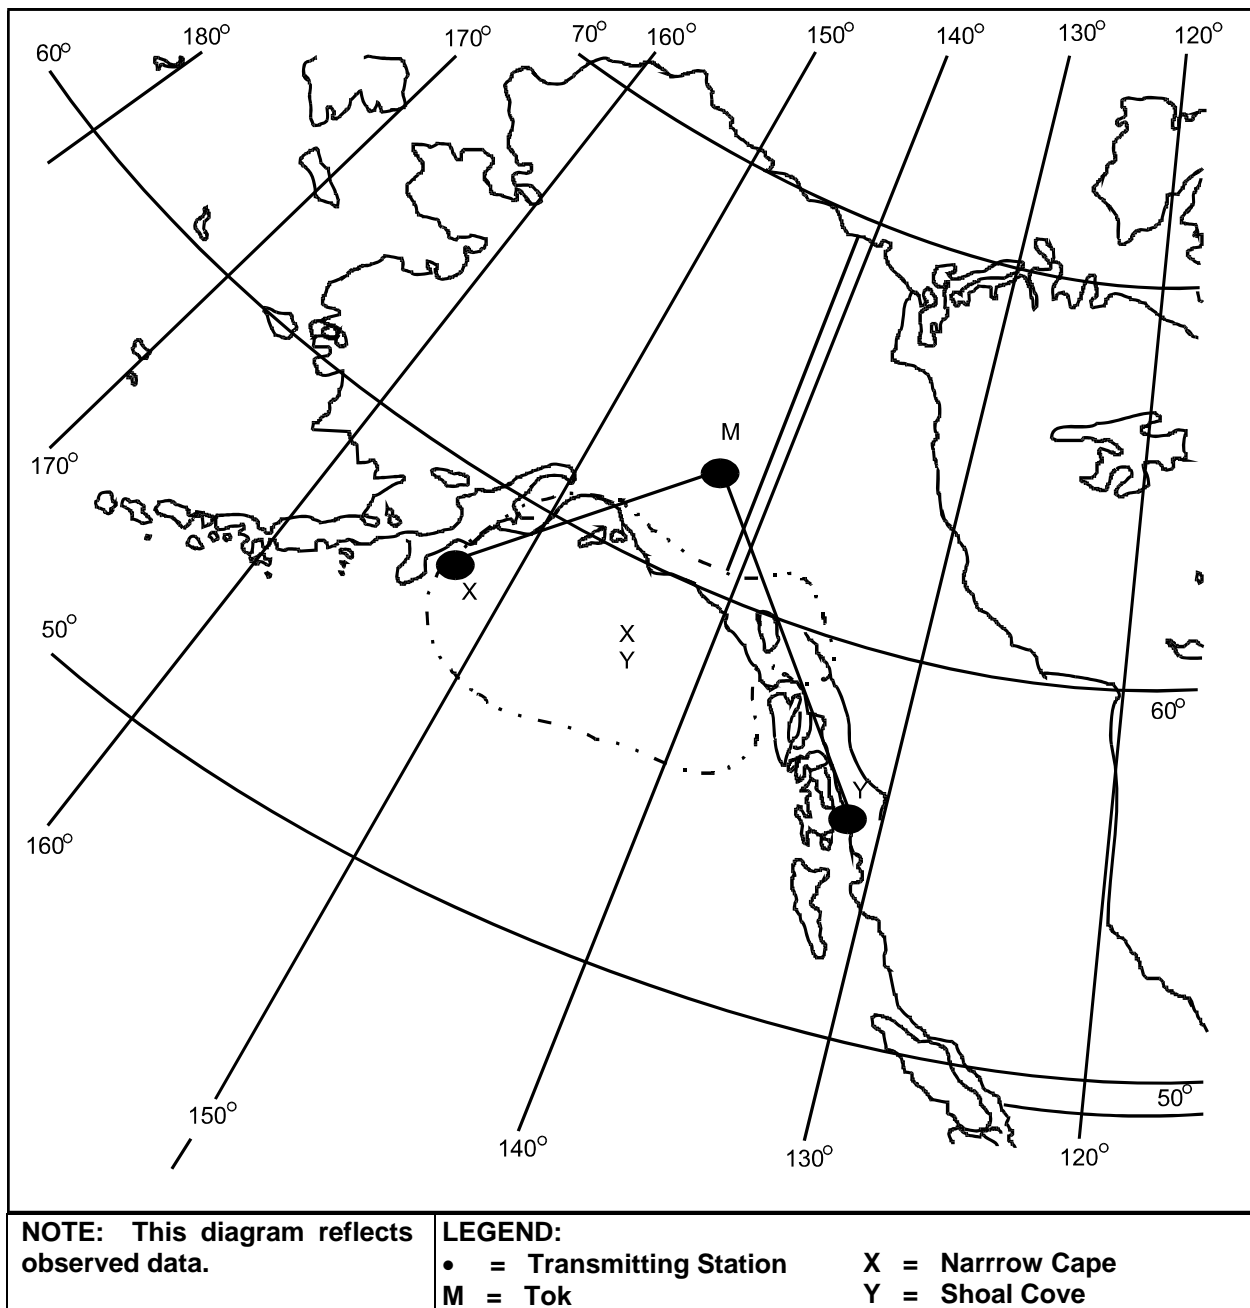 60° 180° 170° 70° 160° 150° 140° 130° 120°
M
170°
X
50°
X
Y
60°
Y
160°
50°
150°
140°
130°
120°
NOTE: This diagram reflects
observed data.
LEGEND:
• = Transmitting Station
M = Tok
X = Narrrow Cape
Y = Shoal Cove